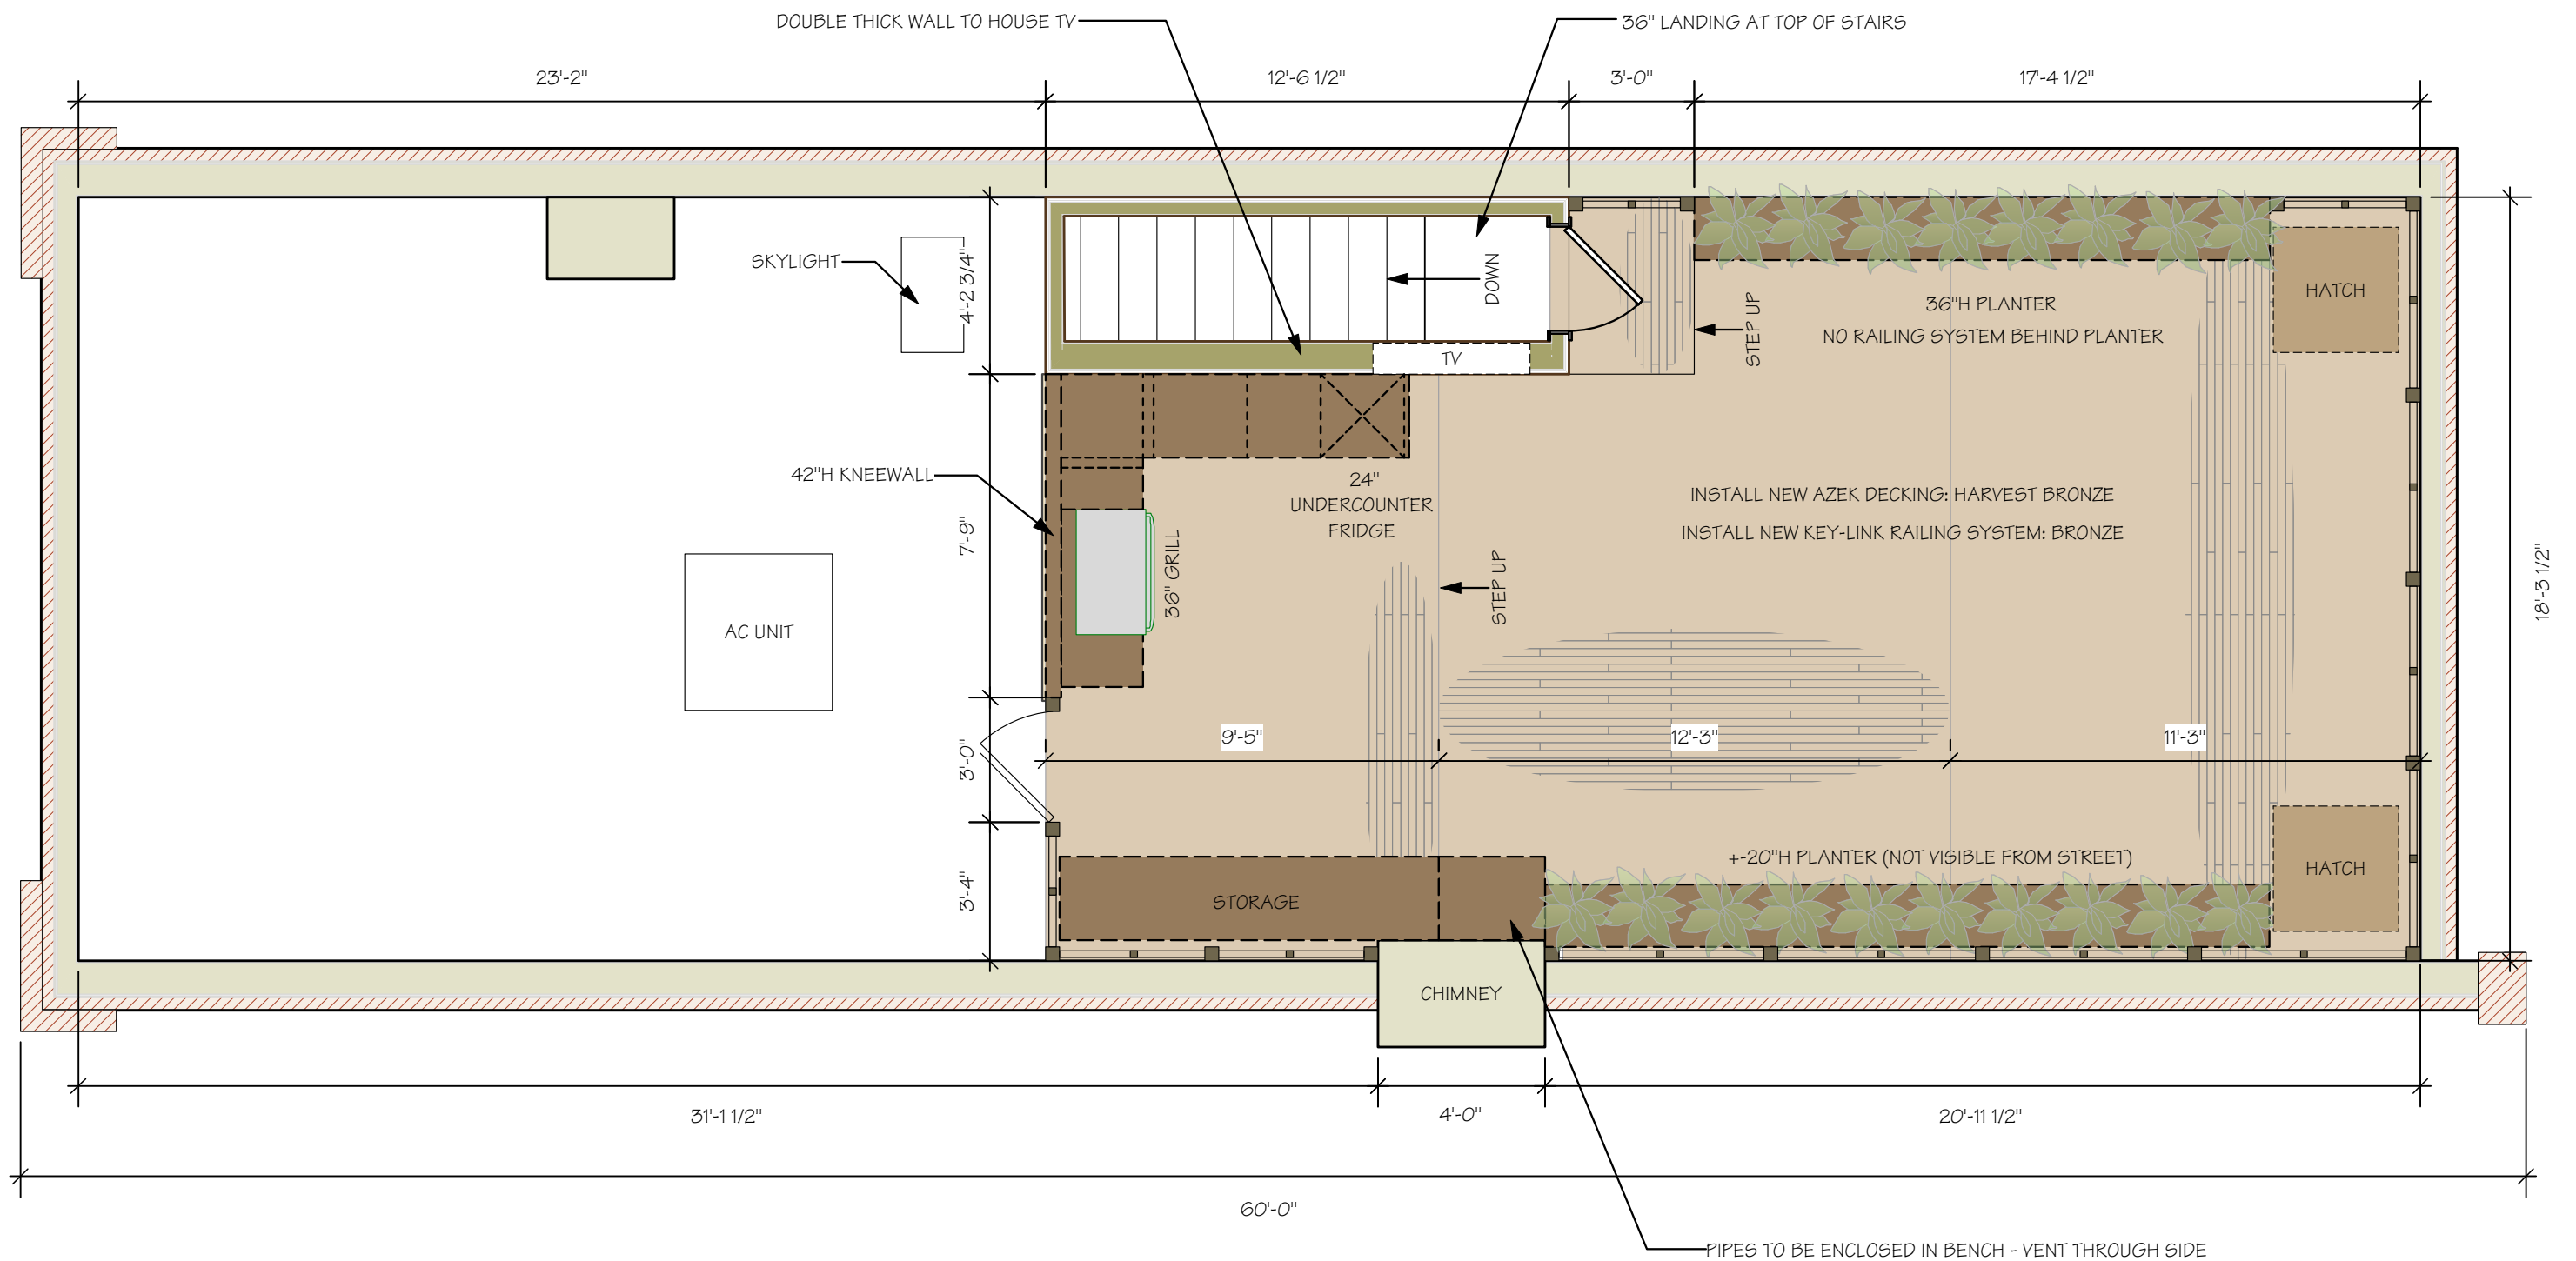 DOUBLE THICK WALL TO HOUSE TV
36" LANDING AT TOP OF STAIRS
23'-2"
12'-6 1/2"
3'-0"
17'-4 1/2"
SKYLIGHT
4'-2 3/4"
DOWN
STEP UP
TV
36"H PLANTER
NO RAILING SYSTEM BEHIND PLANTER
HATCH
42"H KNEEWALL
7'-9"
24"
UNDERCOUNTER
FRIDGE
36" GRILL
STEP UP
INSTALL NEW AZEK DECKING: HARVEST BRONZE
INSTALL NEW KEY-LINK RAILING SYSTEM: BRONZE
18'-3 1/2"
AC UNIT
3'-0"
9'-5"
12'-3"
11'-3"
3'-4"
STORAGE
+-20"H PLANTER (NOT VISIBLE FROM STREET)
HATCH
CHIMNEY
31'-1 1/2"
4'-0"
20'-11 1/2"
60'-0"
PIPES TO BE ENCLOSED IN BENCH - VENT THROUGH SIDE